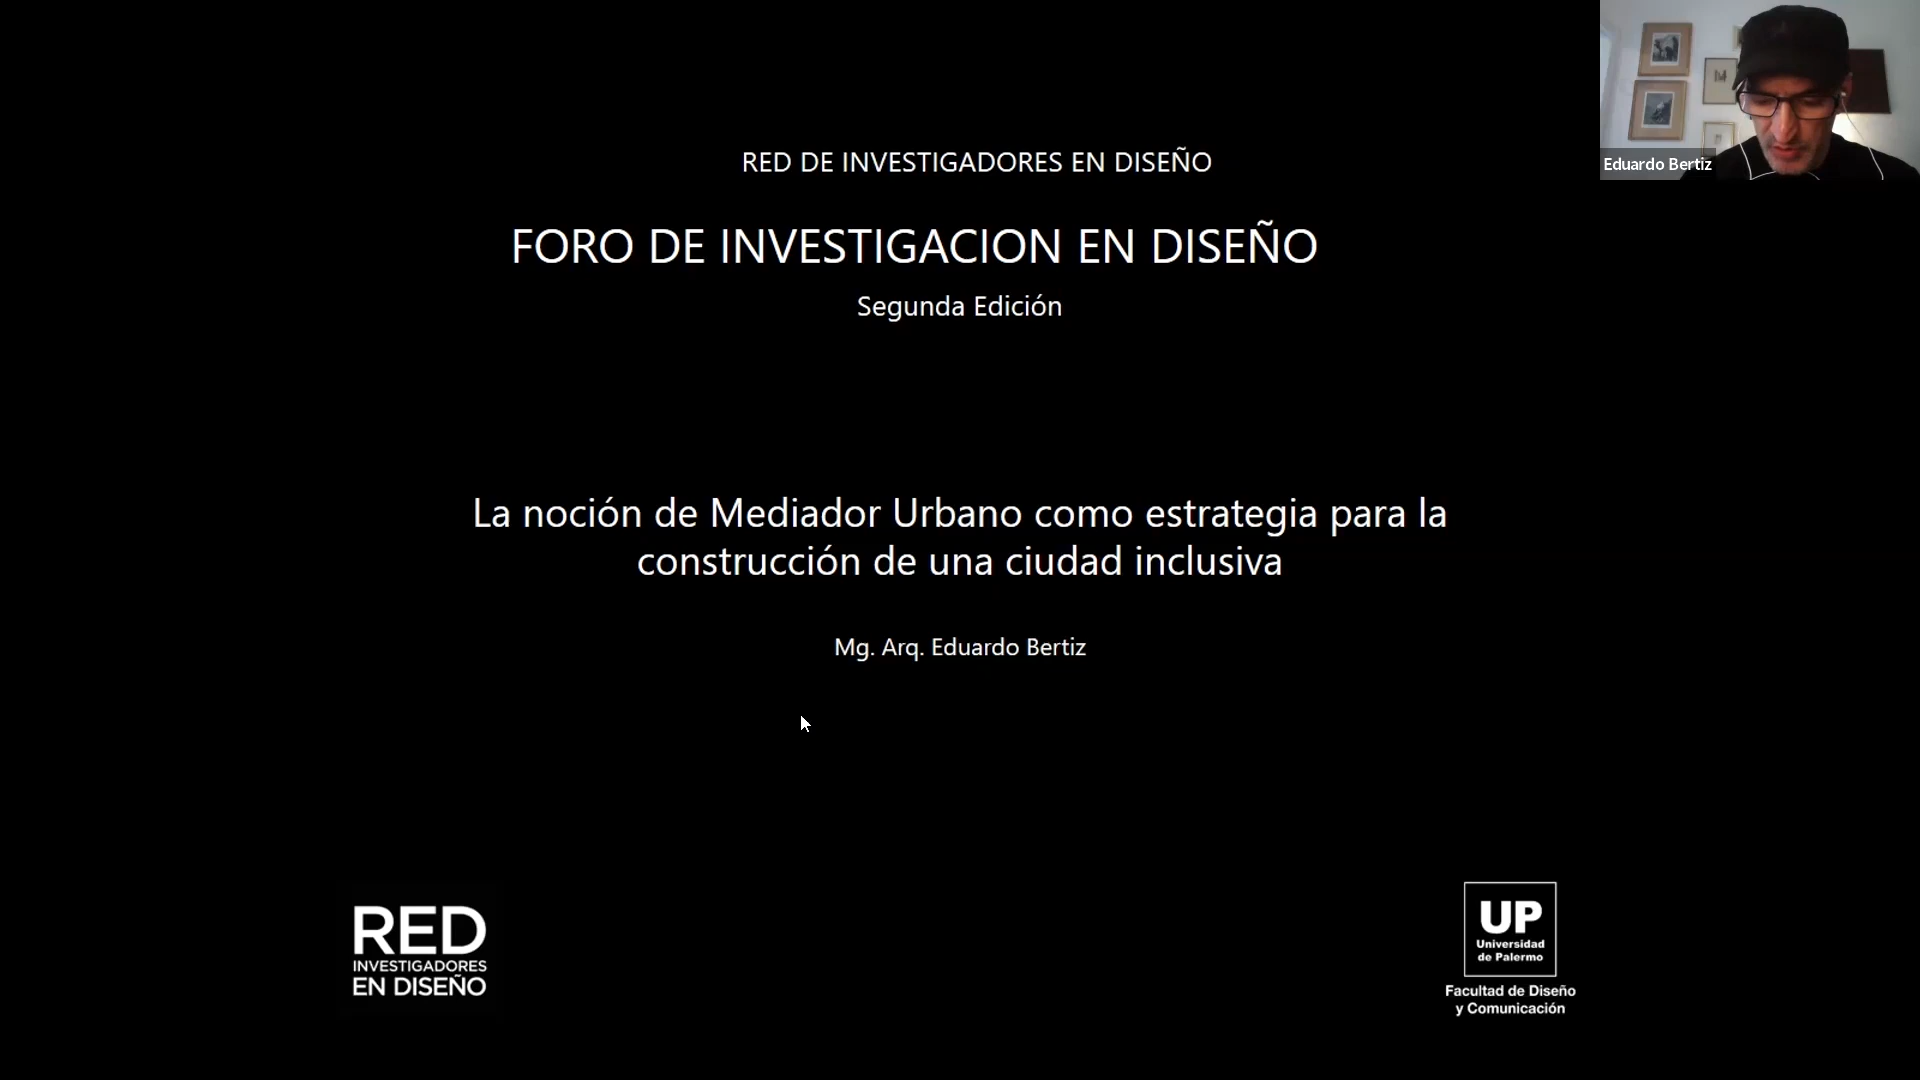 Eduardo Bertiz
RED DE INVESTIGADORES EN DISEÑO
FORO DE INVESTIGACION EN DISEÑO
Segunda Edición
La noción de Mediador Urbano como estrategia para la
construcción de una ciudad inclusiva
Mg. Arq. Eduardo Bertiz
RED
INVESTIGADORES
EN DISEÑO
UP
Universidad
de Palermo
Facultad de Diseño
y Comunicación